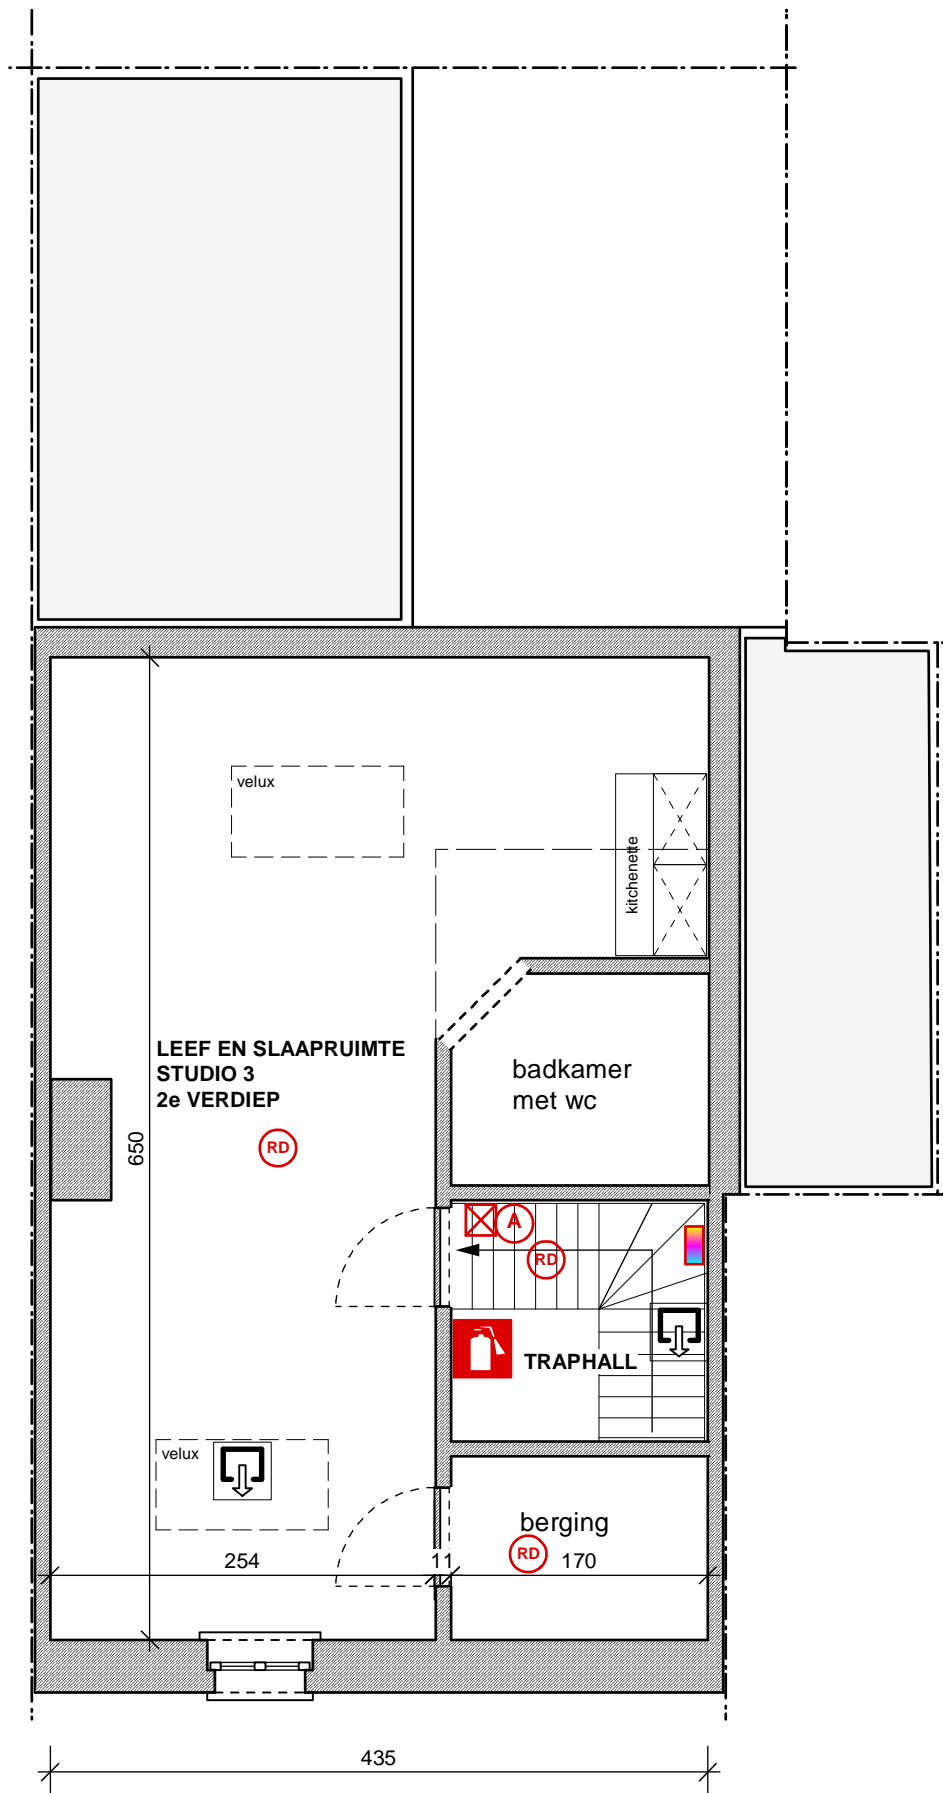 velux
kitchenette
LEEF EN SLAAPRUIMTE
STUDIO 3
2e VERDIEP
badkamer
met wc
650
RD
A
RD
TRAPHALL
velux
berging
RD
254
11
170
435